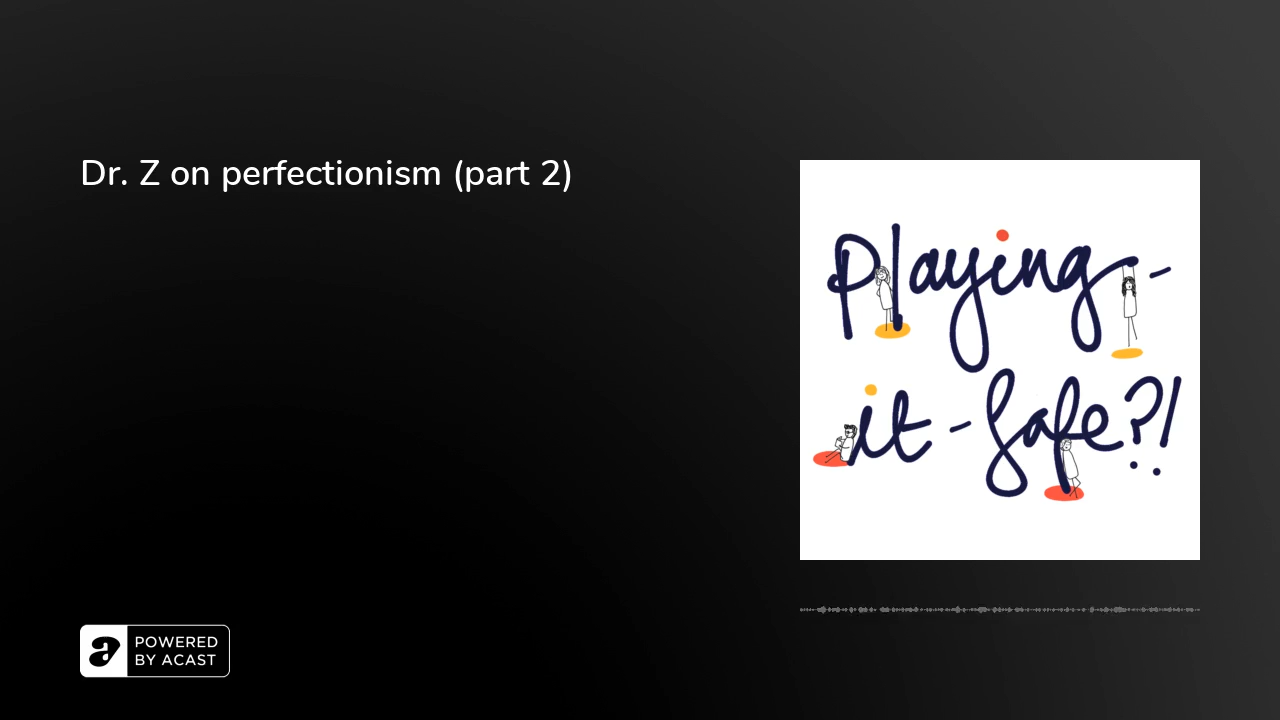 Dr. Z on perfectionism (part 2)
Playing-
it-Safe?!
POWERED
BY ACAST